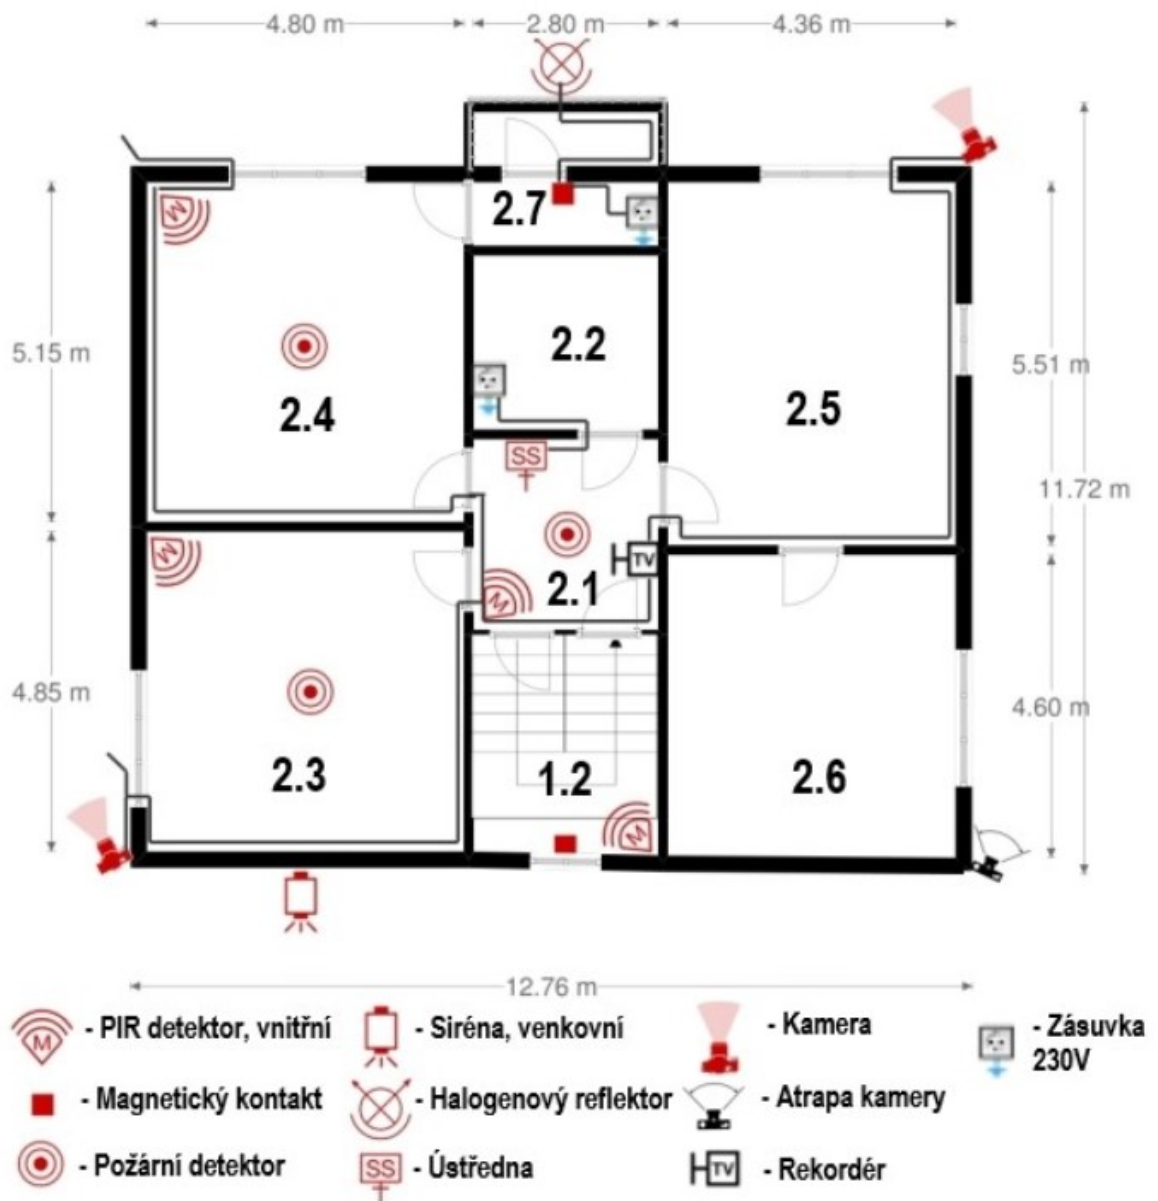 4.80 m 2.80 m 4.36 m
M
2.7
5.15 m
2.2
5.51 m
2.4
2.5
SS
11.72 m
M
TV
M
2.1
4.85 m
4.60 m
2.3
1.2
2.6
M
12.76 m
M - PIR detektor, vnitřní
- Siréna, venkovní
- Kamera
- Zásuvka
230V
- Magnetický kontakt
- Halogenový reflektor
- Atrapa kamery
- Požární detektor
SS - Ústředna
TV - Rekordér